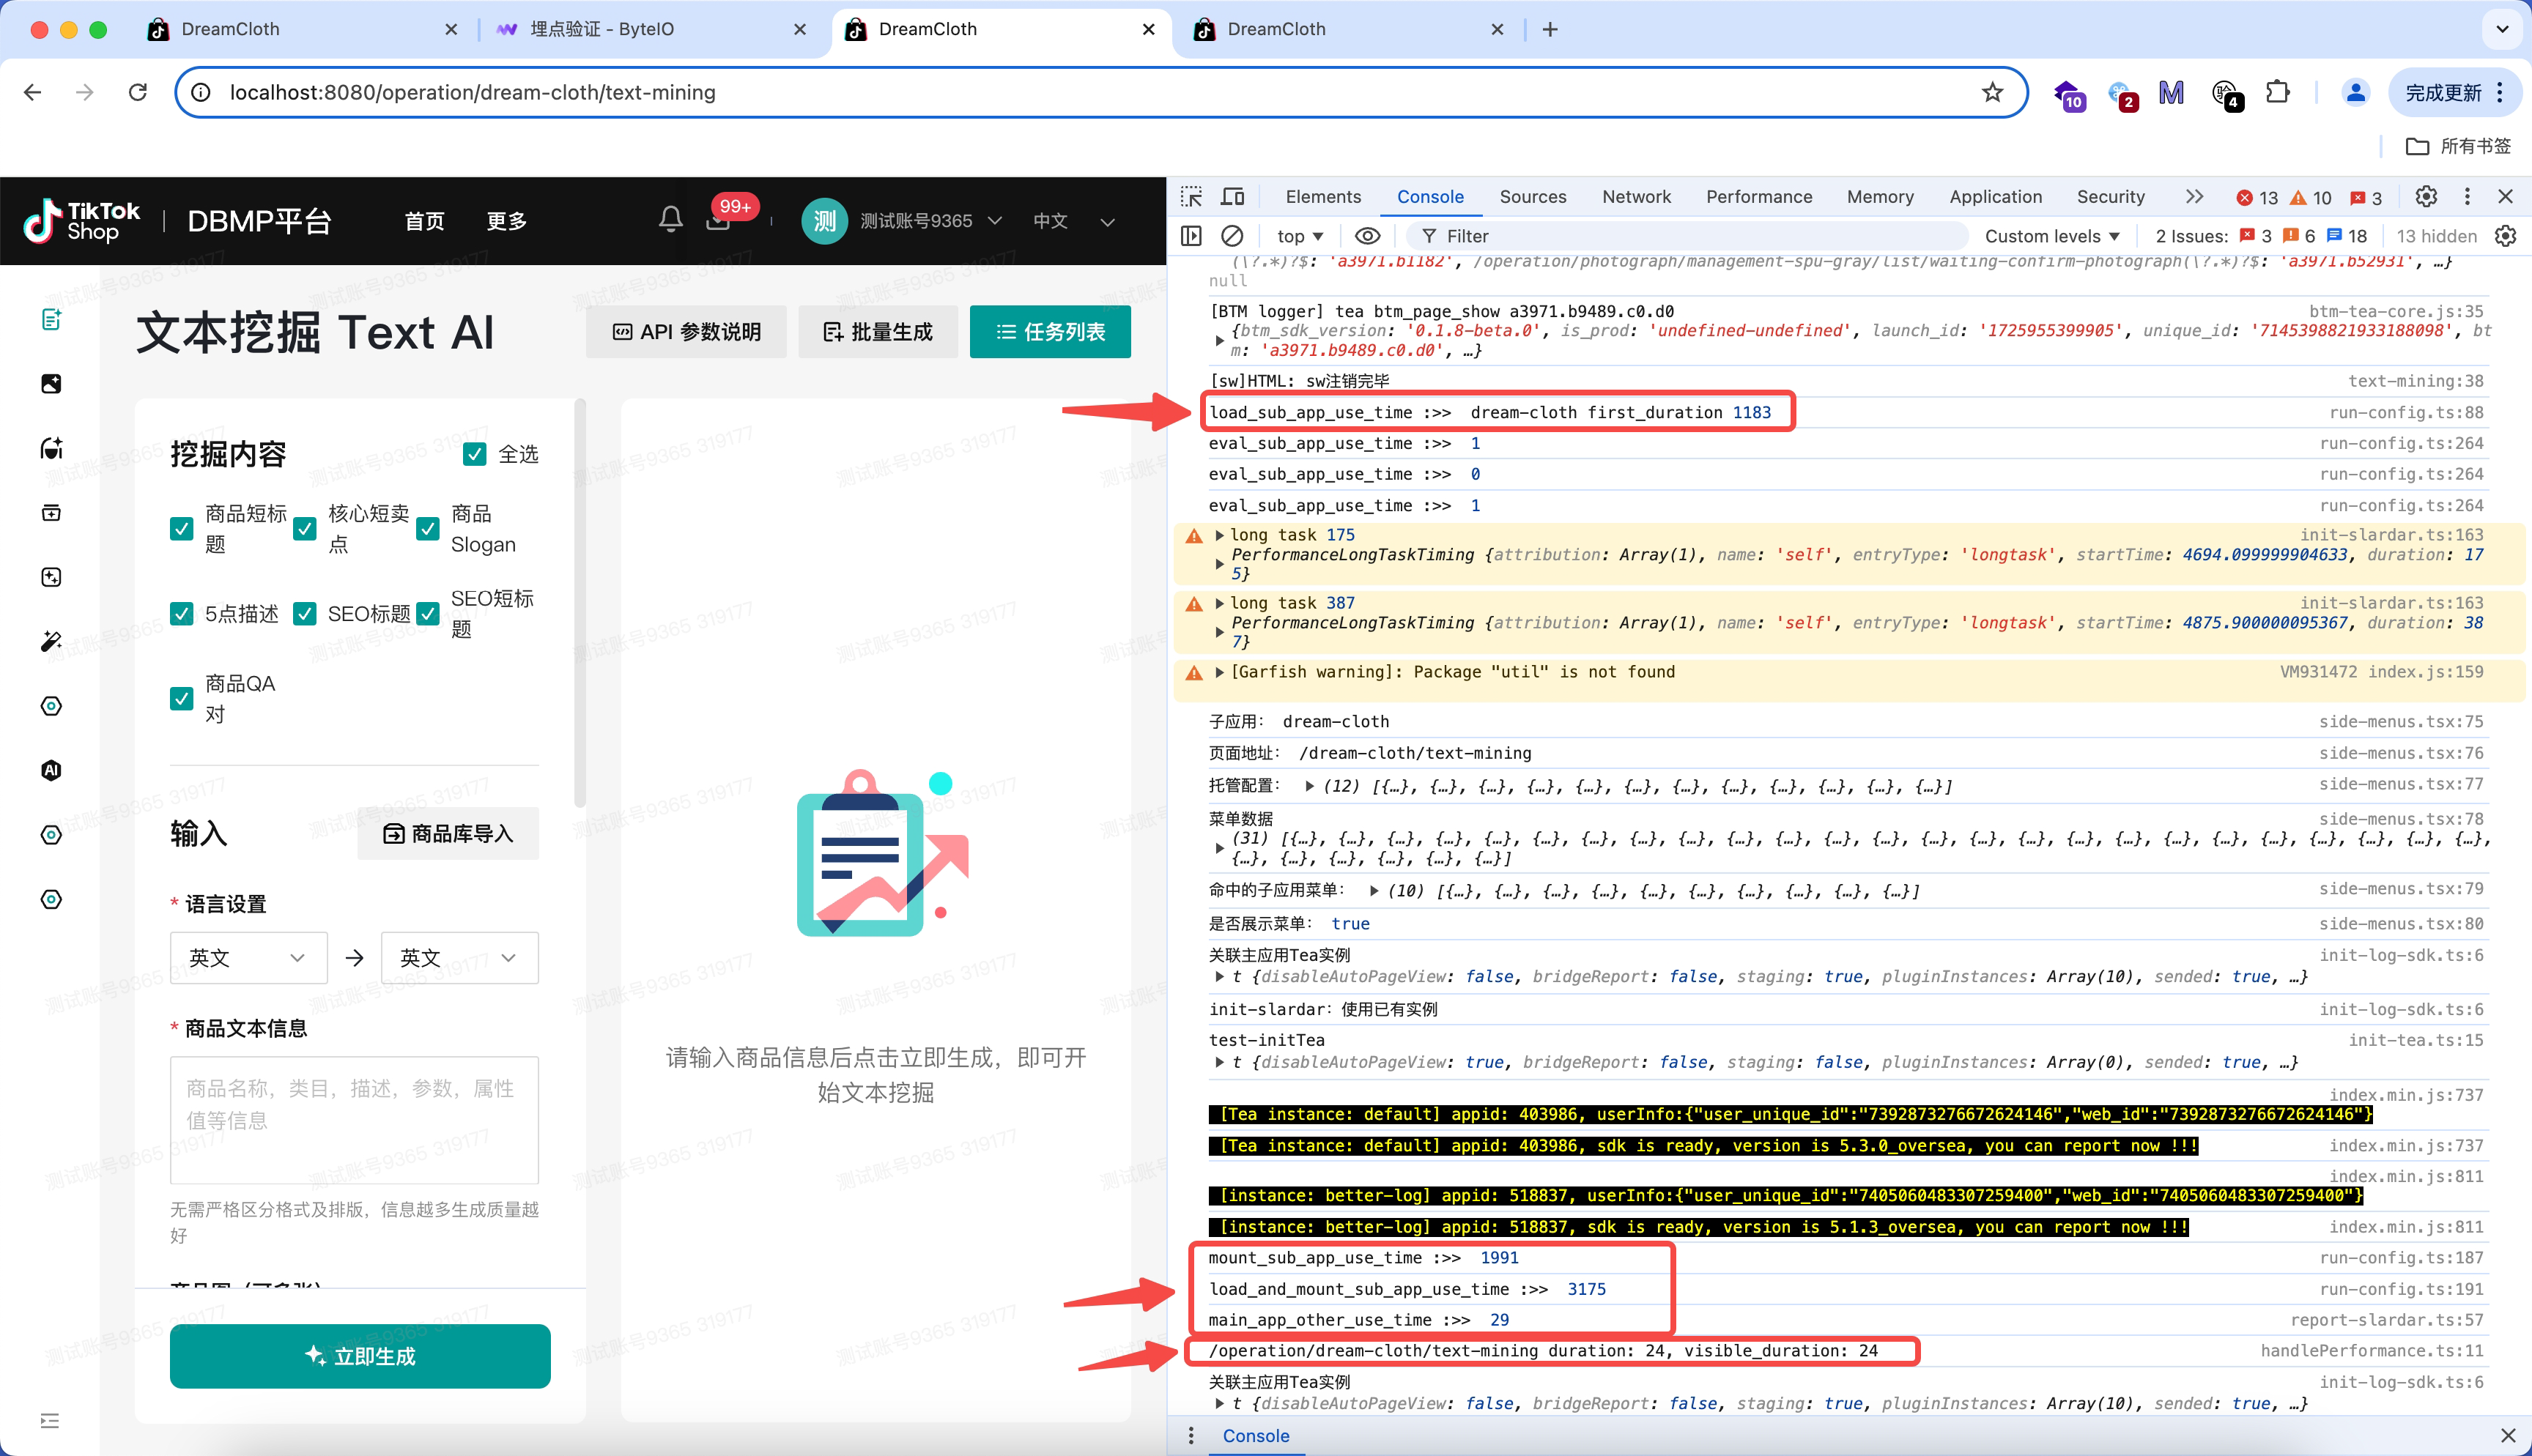 DreamCloth
埋点验证 - ByteIO
DreamCloth
DreamCloth
localhost:8080/operation/dream-cloth/text-mining
10
2
4
完成更新
所有书签
TikTok Shop
DBMP平台
首页
更多
99+
测
测试账号9365
中文
文本挖掘 Text AI
API 参数说明
批量生成
任务列表
挖掘内容
全选
商品短标题
核心短卖点
商品 Slogan
5点描述
SEO标题
SEO短标题
商品QA对
输入
商品库导入
* 语言设置
英文
英文
* 商品文本信息
商品名称，类目，描述，参数，属性
值等信息
无需严格区分格式及排版，信息越多生成质量越
好
商品图（可多张）
立即生成
请输入商品信息后点击立即生成，即可开
始文本挖掘
测试账号9365 319177
AI
Elements
Console
Sources
Network
Performance
Memory
Application
Security
13
10
3
top
Filter
Custom levels
2 Issues:
3
6
18
13 hidden
(\?.*)?$: 'a3971.b1182', /operation/photograph/management-spu-gray/list/waiting-confirm-photograph(\?.*)?$: 'a3971.b52931', …}
null
[BTM logger] tea btm_page_show a3971.b9489.c0.d0 btm-tea-core.js:35
{btm_sdk_version: '0.1.8-beta.0', is_prod: 'undefined-undefined', launch_id: '1725955399905', unique_id: '7145398821933188098', bt
m: 'a3971.b9489.c0.d0', …}
[sw]HTML: sw注销完毕 text-mining:38
load_sub_app_use_time :>> dream-cloth first_duration 1183 run-config.ts:88
eval_sub_app_use_time :>> 1 run-config.ts:264
eval_sub_app_use_time :>> 0 run-config.ts:264
eval_sub_app_use_time :>> 1 run-config.ts:264
long task 175 init-slardar.ts:163
PerformanceLongTaskTiming {attribution: Array(1), name: 'self', entryType: 'longtask', startTime: 4694.099999904633, duration: 17
5}
long task 387 init-slardar.ts:163
PerformanceLongTaskTiming {attribution: Array(1), name: 'self', entryType: 'longtask', startTime: 4875.900000095367, duration: 38
7}
[Garfish warning]: Package "util" is not found VM931472 index.js:159
子应用： dream-cloth side-menus.tsx:75
页面地址： /dream-cloth/text-mining side-menus.tsx:76
托管配置： (12) [{…}, {…}, {…}, {…}, {…}, {…}, {…}, {…}, {…}, {…}, {…}, {…}] side-menus.tsx:77
菜单数据 side-menus.tsx:78
(31) [{…}, {…}, {…}, {…}, {…}, {…}, {…}, {…}, {…}, {…}, {…}, {…}, {…}, {…}, {…}, {…}, {…}, {…}, {…}, {…}, {…}, {…}, {…}, {…}, {…},
{…}, {…}, {…}, {…}, {…}, {…}]
命中的子应用菜单： (10) [{…}, {…}, {…}, {…}, {…}, {…}, {…}, {…}, {…}, {…}] side-menus.tsx:79
是否展示菜单： true side-menus.tsx:80
关联主应用Tea实例 init-log-sdk.ts:6
t {disableAutoPageView: false, bridgeReport: false, staging: true, pluginInstances: Array(10), sended: true, …}
init-slardar：使用已有实例 init-log-sdk.ts:6
test-initTea init-tea.ts:15
t {disableAutoPageView: true, bridgeReport: false, staging: false, pluginInstances: Array(0), sended: true, …}
index.min.js:737
[Tea instance: default] appid: 403986, userInfo:{"user_unique_id":"7392873276672624146","web_id":"7392873276672624146"}
[Tea instance: default] appid: 403986, sdk is ready, version is 5.3.0_oversea, you can report now !!! index.min.js:737
index.min.js:811
[instance: better-log] appid: 518837, userInfo:{"user_unique_id":"7405060483307259400","web_id":"7405060483307259400"}
[instance: better-log] appid: 518837, sdk is ready, version is 5.1.3_oversea, you can report now !!! index.min.js:811
mount_sub_app_use_time :>> 1991 run-config.ts:187
load_and_mount_sub_app_use_time :>> 3175 run-config.ts:191
main_app_other_use_time :>> 29 report-slardar.ts:57
/operation/dream-cloth/text-mining duration: 24, visible_duration: 24 handlePerformance.ts:11
关联主应用Tea实例 init-log-sdk.ts:6
t {disableAutoPageView: false, bridgeReport: false, staging: true, pluginInstances: Array(10), sended: true, …}
Console